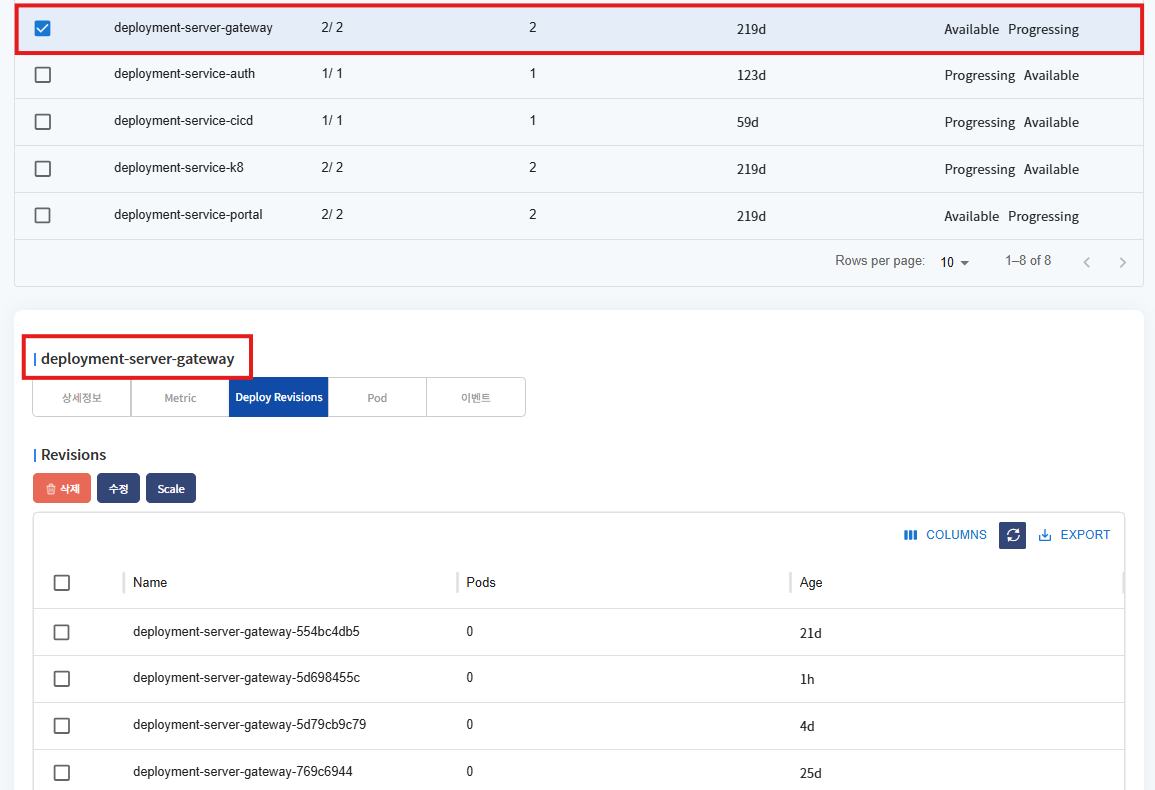 deployment-server-gateway 2/ 2 2 219d Available Progressing
deployment-service-auth 1/ 1 1 123d Progressing Available
deployment-service-cicd 1/ 1 1 59d Progressing Available
deployment-service-k8 2/ 2 2 219d Progressing Available
deployment-service-portal 2/ 2 2 219d Available Progressing
Rows per page: 10 1–8 of 8
deployment-server-gateway
상세정보 Metric Deploy Revisions Pod 이벤트
Revisions
삭제 수정 Scale
COLUMNS EXPORT
Name Pods Age
deployment-server-gateway-554bc4db5 0 21d
deployment-server-gateway-5d698455c 0 1h
deployment-server-gateway-5d79cb9c79 0 4d
deployment-server-gateway-769c6944 0 25d